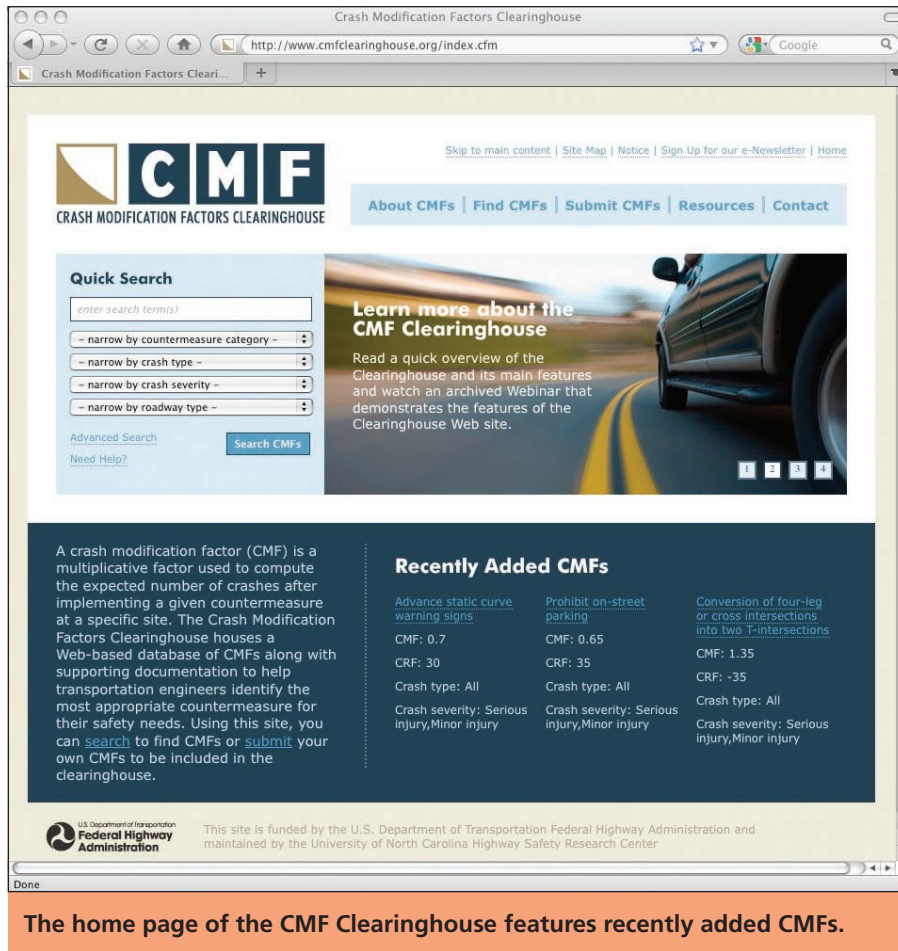 Crash Modification Factors Clearinghouse
http://www.cmfclearinghouse.org/index.cfm
Google
Crash Modification Factors Cleari...
+
CMF
CRASH MODIFICATION FACTORS CLEARINGHOUSE
Skip to main content | Site Map | Notice | Sign Up for our e-Newsletter | Home
About CMFs | Find CMFs | Submit CMFs | Resources | Contact
Quick Search
enter search term(s)
– narrow by countermeasure category –
– narrow by crash type –
– narrow by crash severity –
– narrow by roadway type –
Advanced Search
Search CMFs
Need Help?
Learn more about the
CMF Clearinghouse
Read a quick overview of the
Clearinghouse and its main features
and watch an archived Webinar that
demonstrates the features of the
Clearinghouse Web site.
1 2 3 4
A crash modification factor (CMF) is a
multiplicative factor used to compute
the expected number of crashes after
implementing a given countermeasure
at a specific site. The Crash Modification
Factors Clearinghouse houses a
Web-based database of CMFs along with
supporting documentation to help
transportation engineers identify the
most appropriate countermeasure for
their safety needs. Using this site, you
can search to find CMFs or submit your
own CMFs to be included in the
clearinghouse.
Recently Added CMFs
Advance static curve
warning signs
CMF: 0.7
CRF: 30
Crash type: All
Crash severity: Serious
injury,Minor injury
Prohibit on-street
parking
CMF: 0.65
CRF: 35
Crash type: All
Crash severity: Serious
injury,Minor injury
Conversion of four-leg
or cross intersections
into two T-intersections
CMF: 1.35
CRF: -35
Crash type: All
Crash severity: Serious
injury,Minor injury
U.S. Department of Transportation
Federal Highway
Administration
This site is funded by the U.S. Department of Transportation Federal Highway Administration and
maintained by the University of North Carolina Highway Safety Research Center
Done
The home page of the CMF Clearinghouse features recently added CMFs.